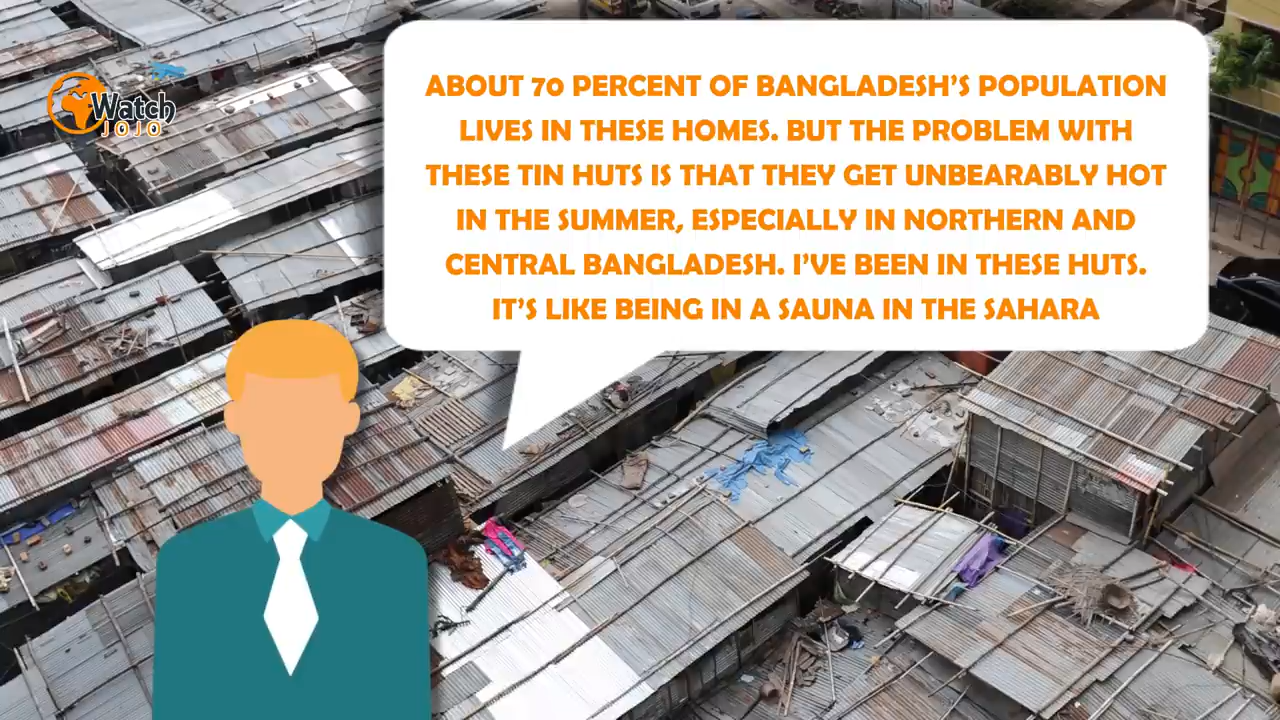 Watch
JOJO
ABOUT 70 PERCENT OF BANGLADESH'S POPULATION
LIVES IN THESE HOMES. BUT THE PROBLEM WITH
THESE TIN HUTS IS THAT THEY GET UNBEARABLY HOT
IN THE SUMMER, ESPECIALLY IN NORTHERN AND
CENTRAL BANGLADESH. I'VE BEEN IN THESE HUTS.
IT'S LIKE BEING IN A SAUNA IN THE SAHARA